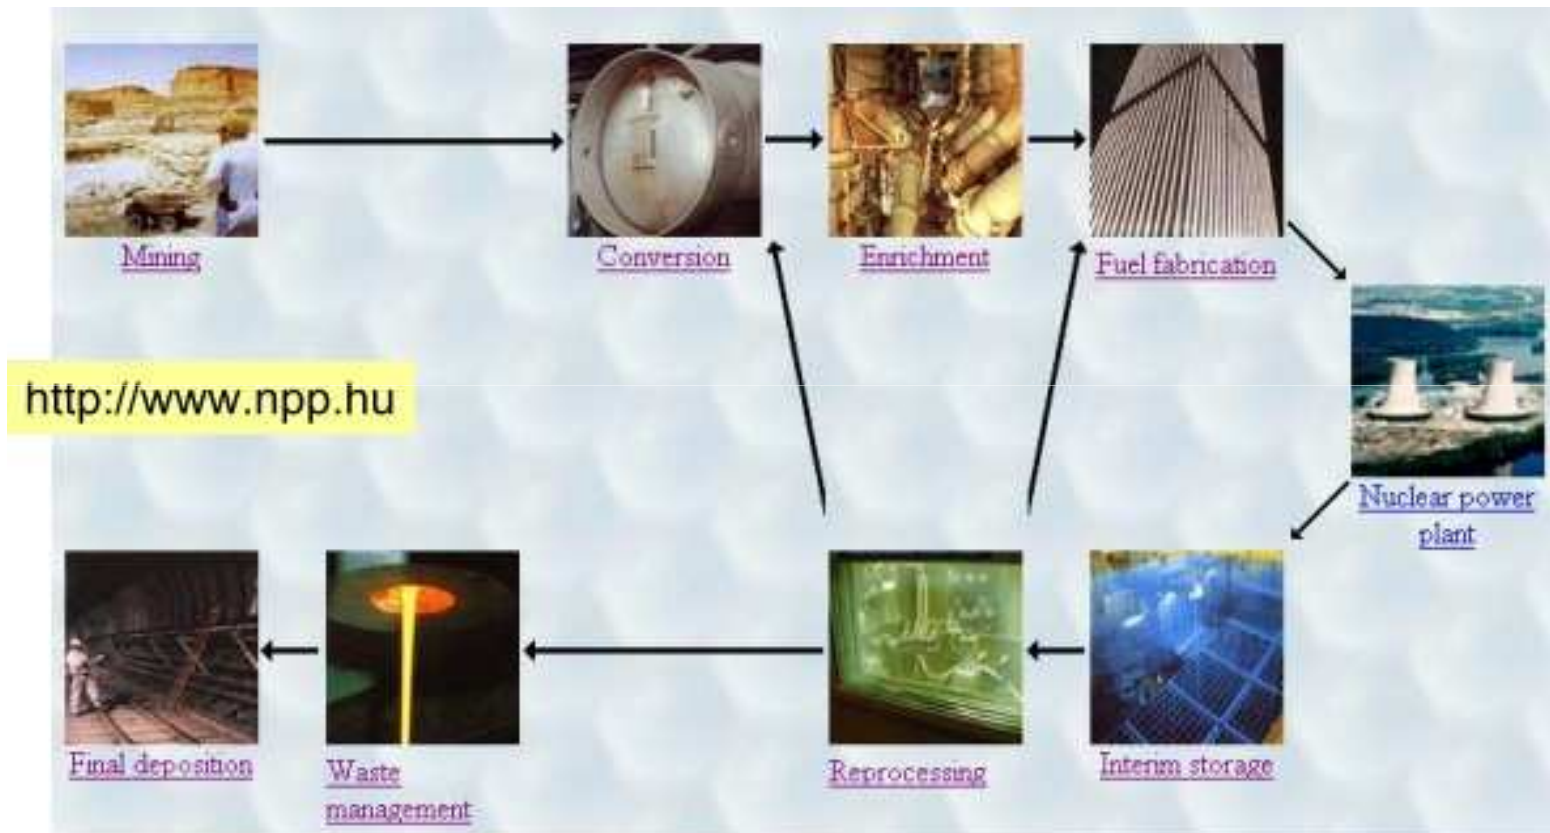 Mining
Conversion
Enrichment
Fuel fabrication
http://www.npp.hu
Nuclear power
plant
Final deposition
Waste
management
Reprocessing
Interim storage